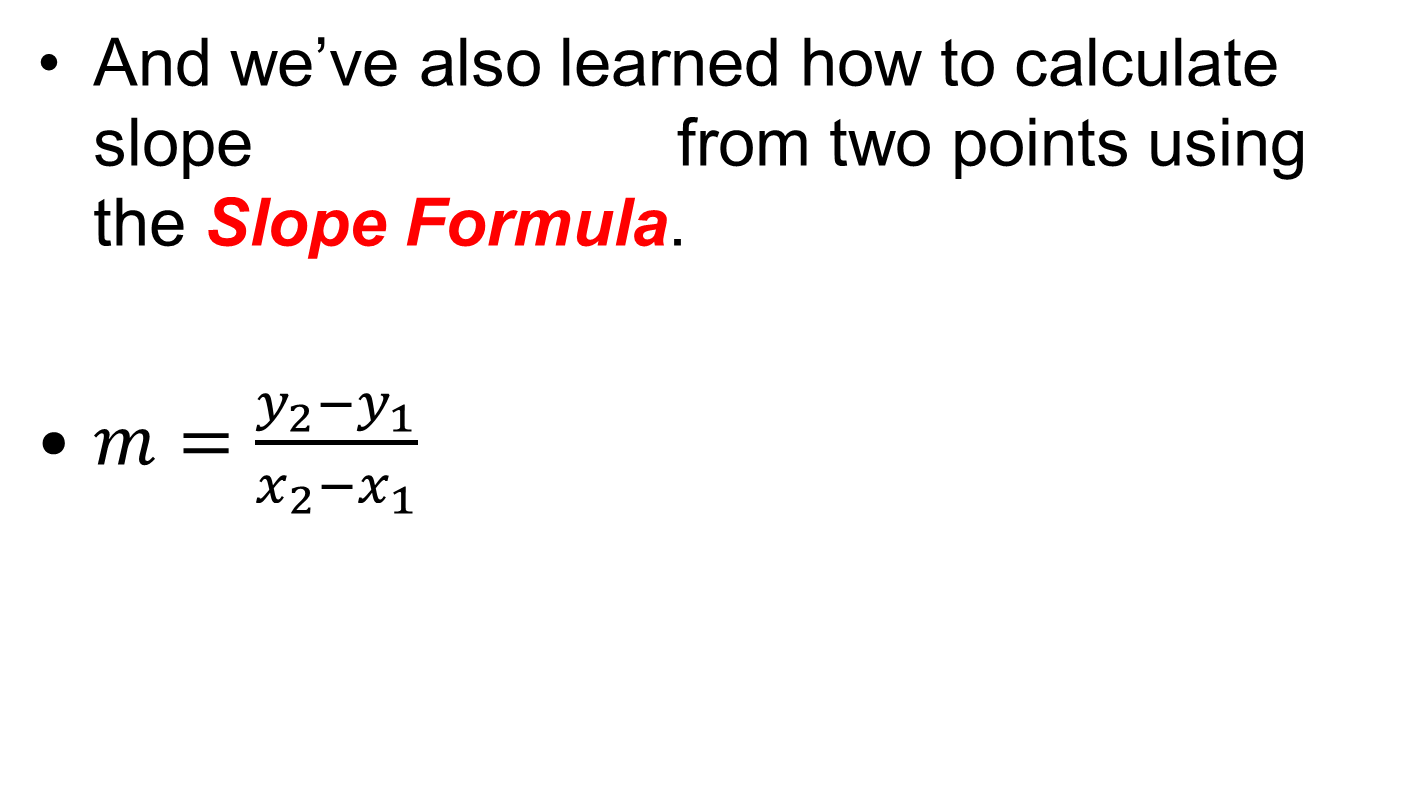 • And we’ve also learned how to calculate
slope from two points using
the Slope Formula.
• 𝑚 = (𝑦₂−𝑦₁)/(𝑥₂−𝑥₁)